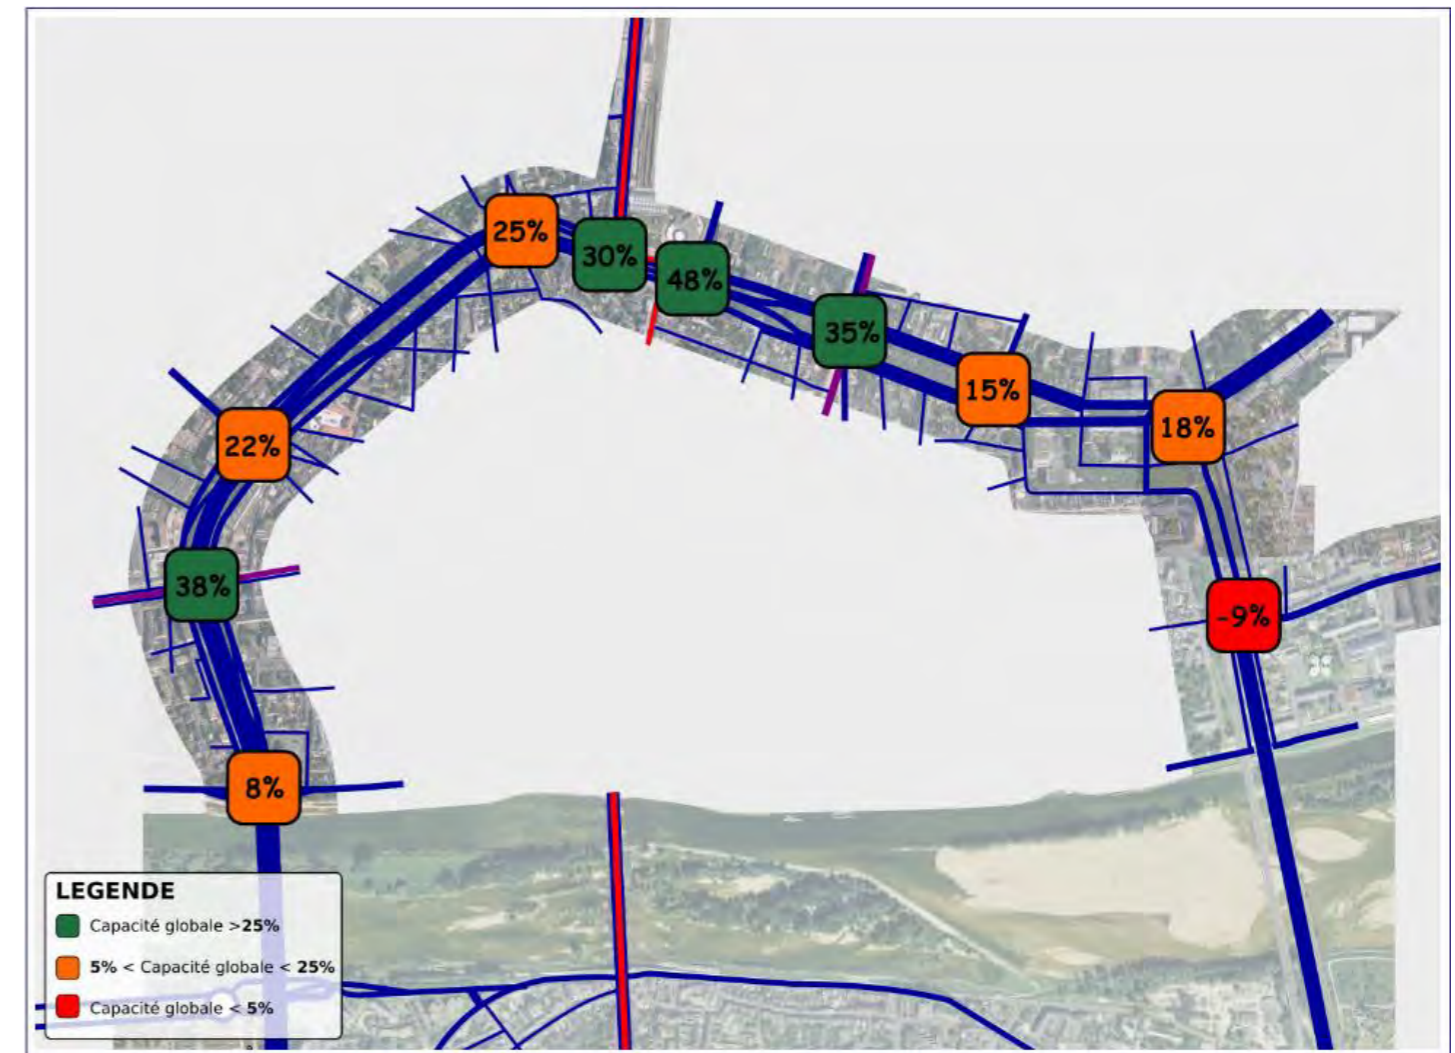 25%
30%
48%
35%
15%
18%
22%
38%
-9%
8%
LEGENDE
Capacité globale >25%
5% < Capacité globale < 25%
Capacité globale < 5%